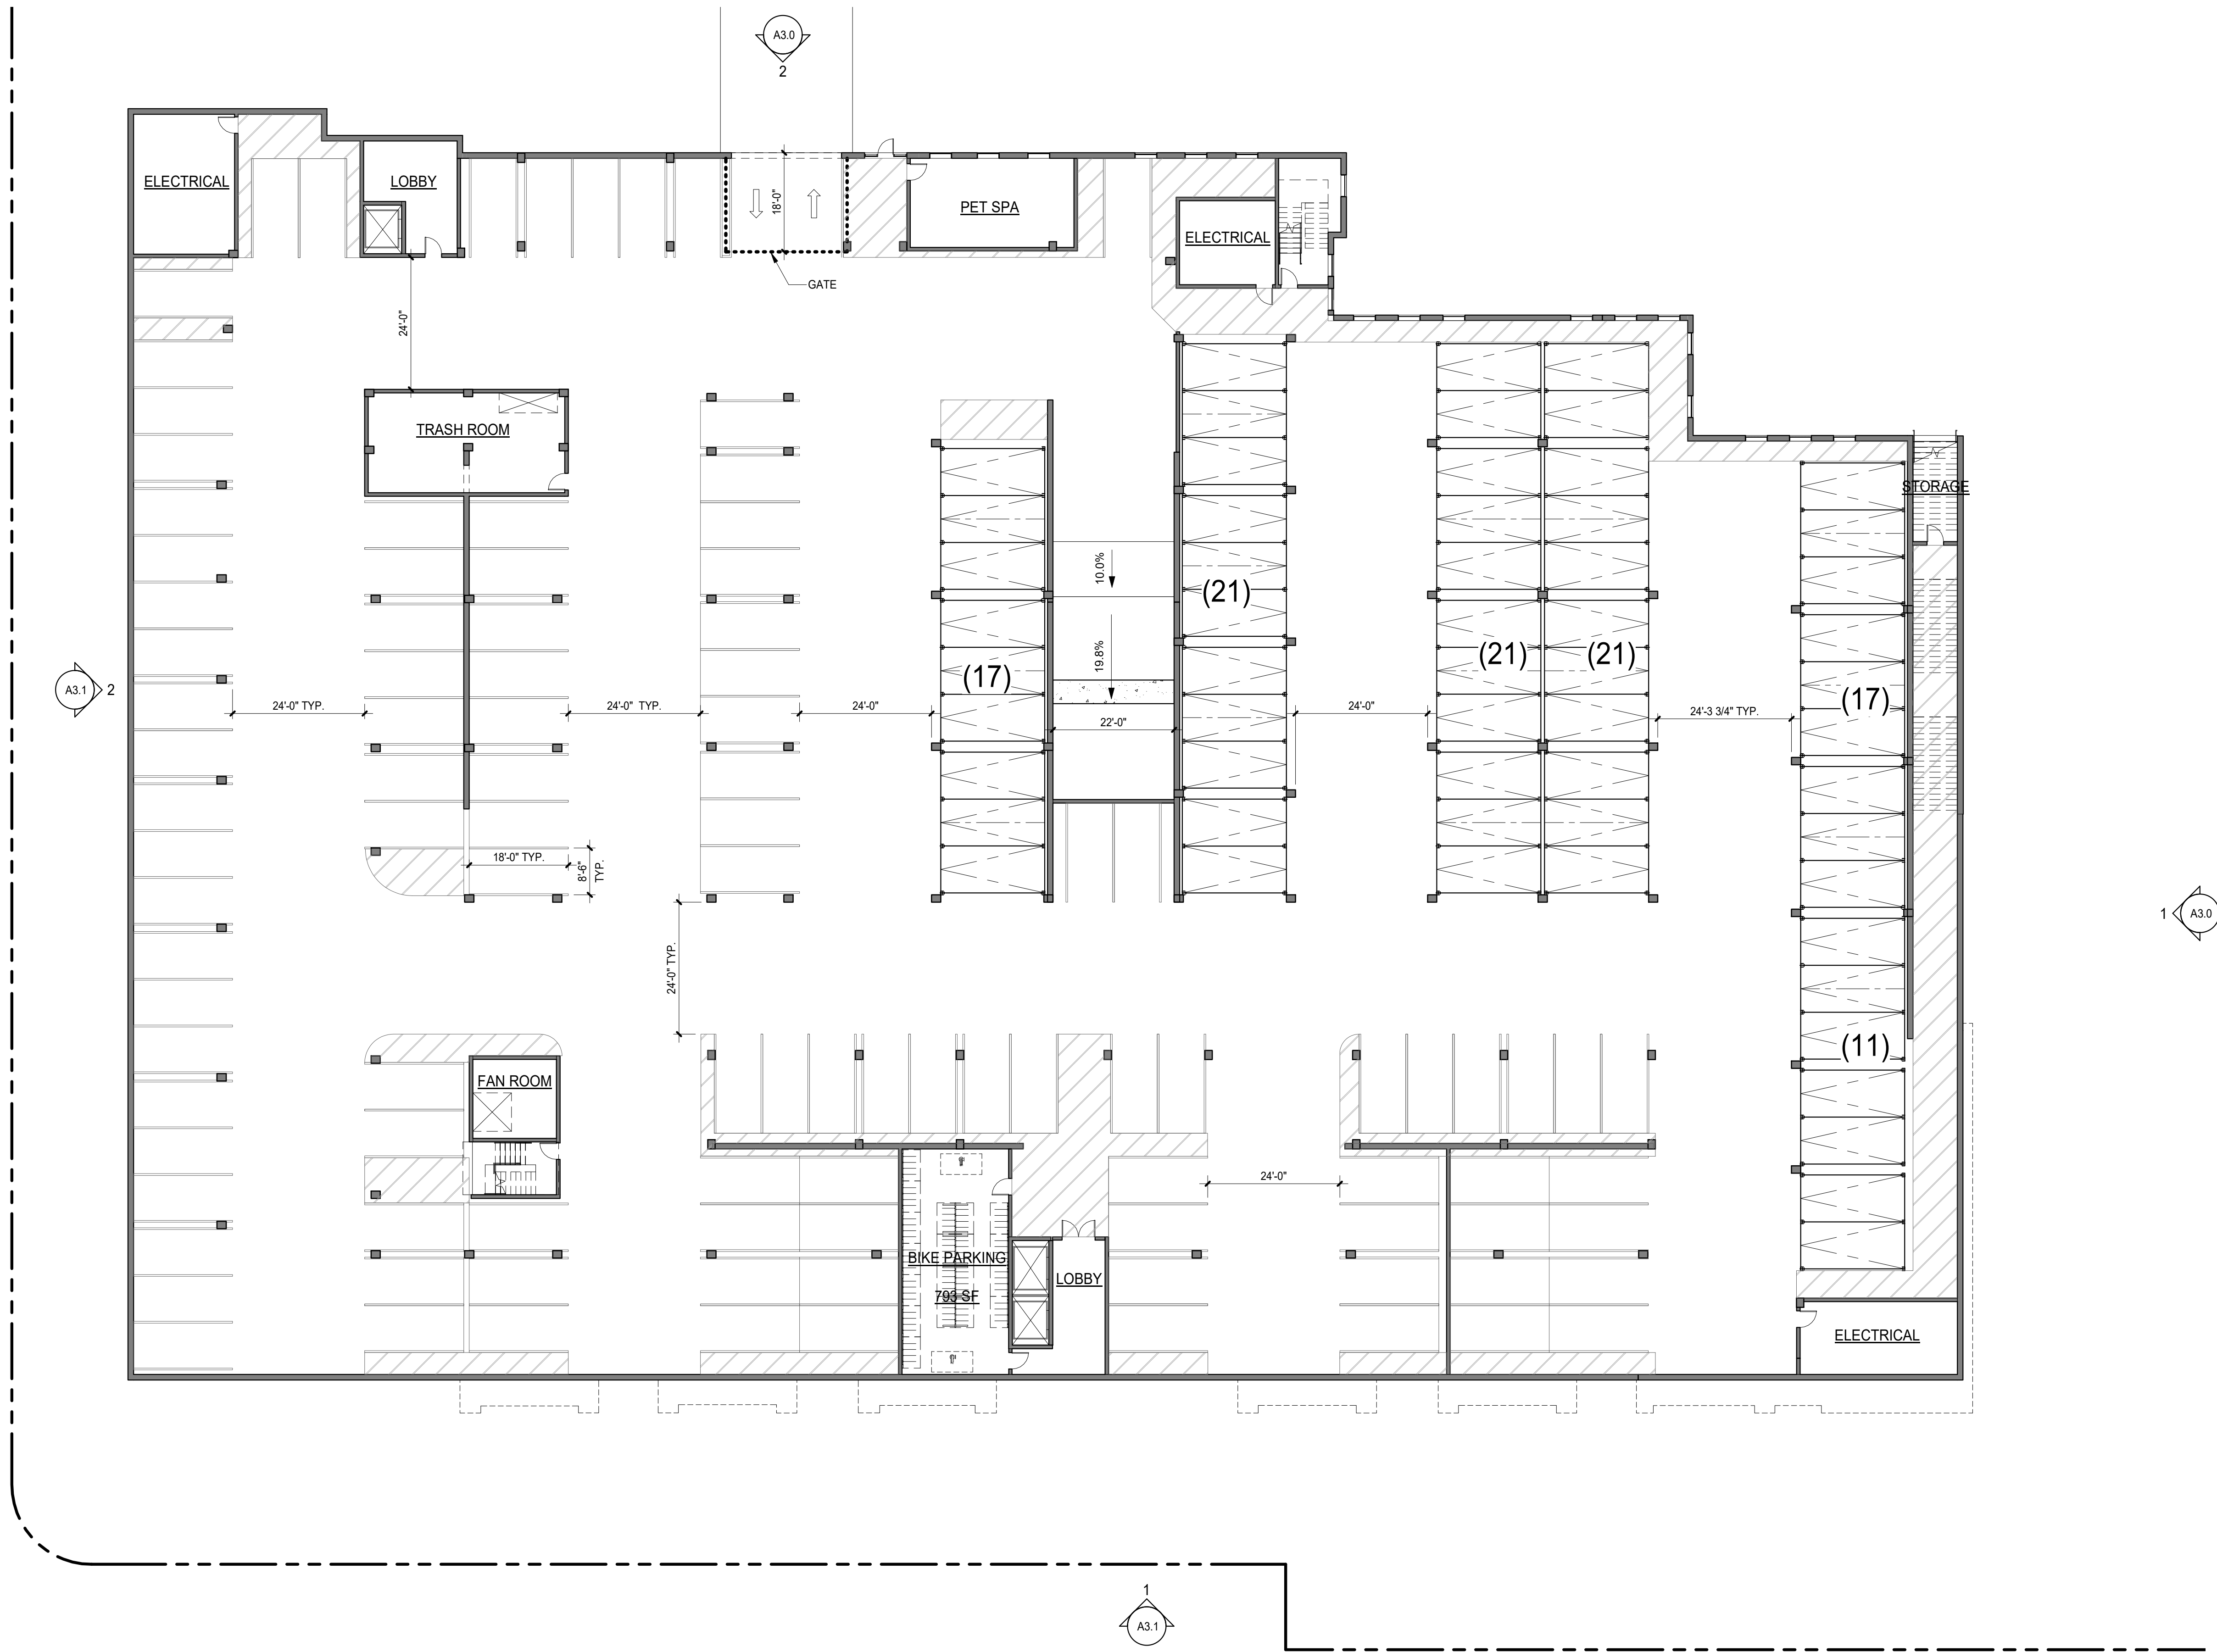 A3.0
2
ELECTRICAL
LOBBY
PET SPA
18'-0"
ELECTRICAL
GATE
24'-0"
TRASH ROOM
STORAGE
10.0%
(21)
19.8%
(17)
(21)
(21)
(17)
A3.1
2
24'-0" TYP.
24'-0" TYP.
24'-0"
22'-0"
24'-0"
24'-3 3/4" TYP.
18'-0" TYP.
8'-6"
TYP.
1
A3.0
24'-0" TYP.
(11)
FAN ROOM
24'-0"
BIKE PARKING
793 SF
LOBBY
ELECTRICAL
1
A3.1